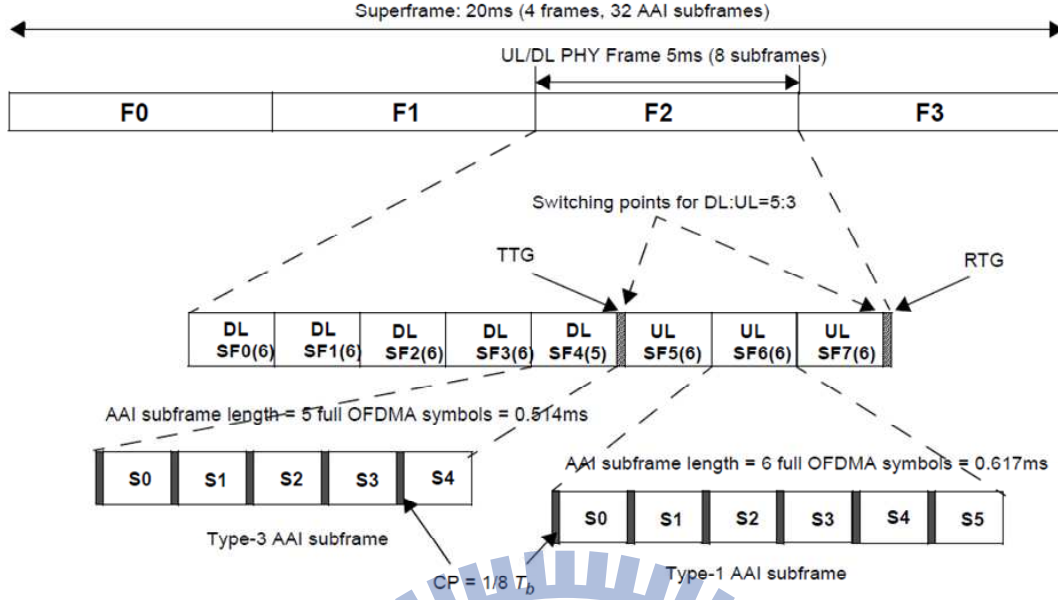 Superframe: 20ms (4 frames, 32 AAI subframes)
UL/DL PHY Frame 5ms (8 subframes)
F0 F1 F2 F3
Switching points for DL:UL=5:3
TTG
RTG
DL SF0(6)
DL SF1(6)
DL SF2(6)
DL SF3(6)
DL SF4(5)
UL SF5(6)
UL SF6(6)
UL SF7(6)
AAI subframe length = 5 full OFDMA symbols = 0.514ms
S0 S1 S2 S3 S4
Type-3 AAI subframe
AAI subframe length = 6 full OFDMA symbols = 0.617ms
S0 S1 S2 S3 S4 S5
Type-1 AAI subframe
CP = 1/8 Tb